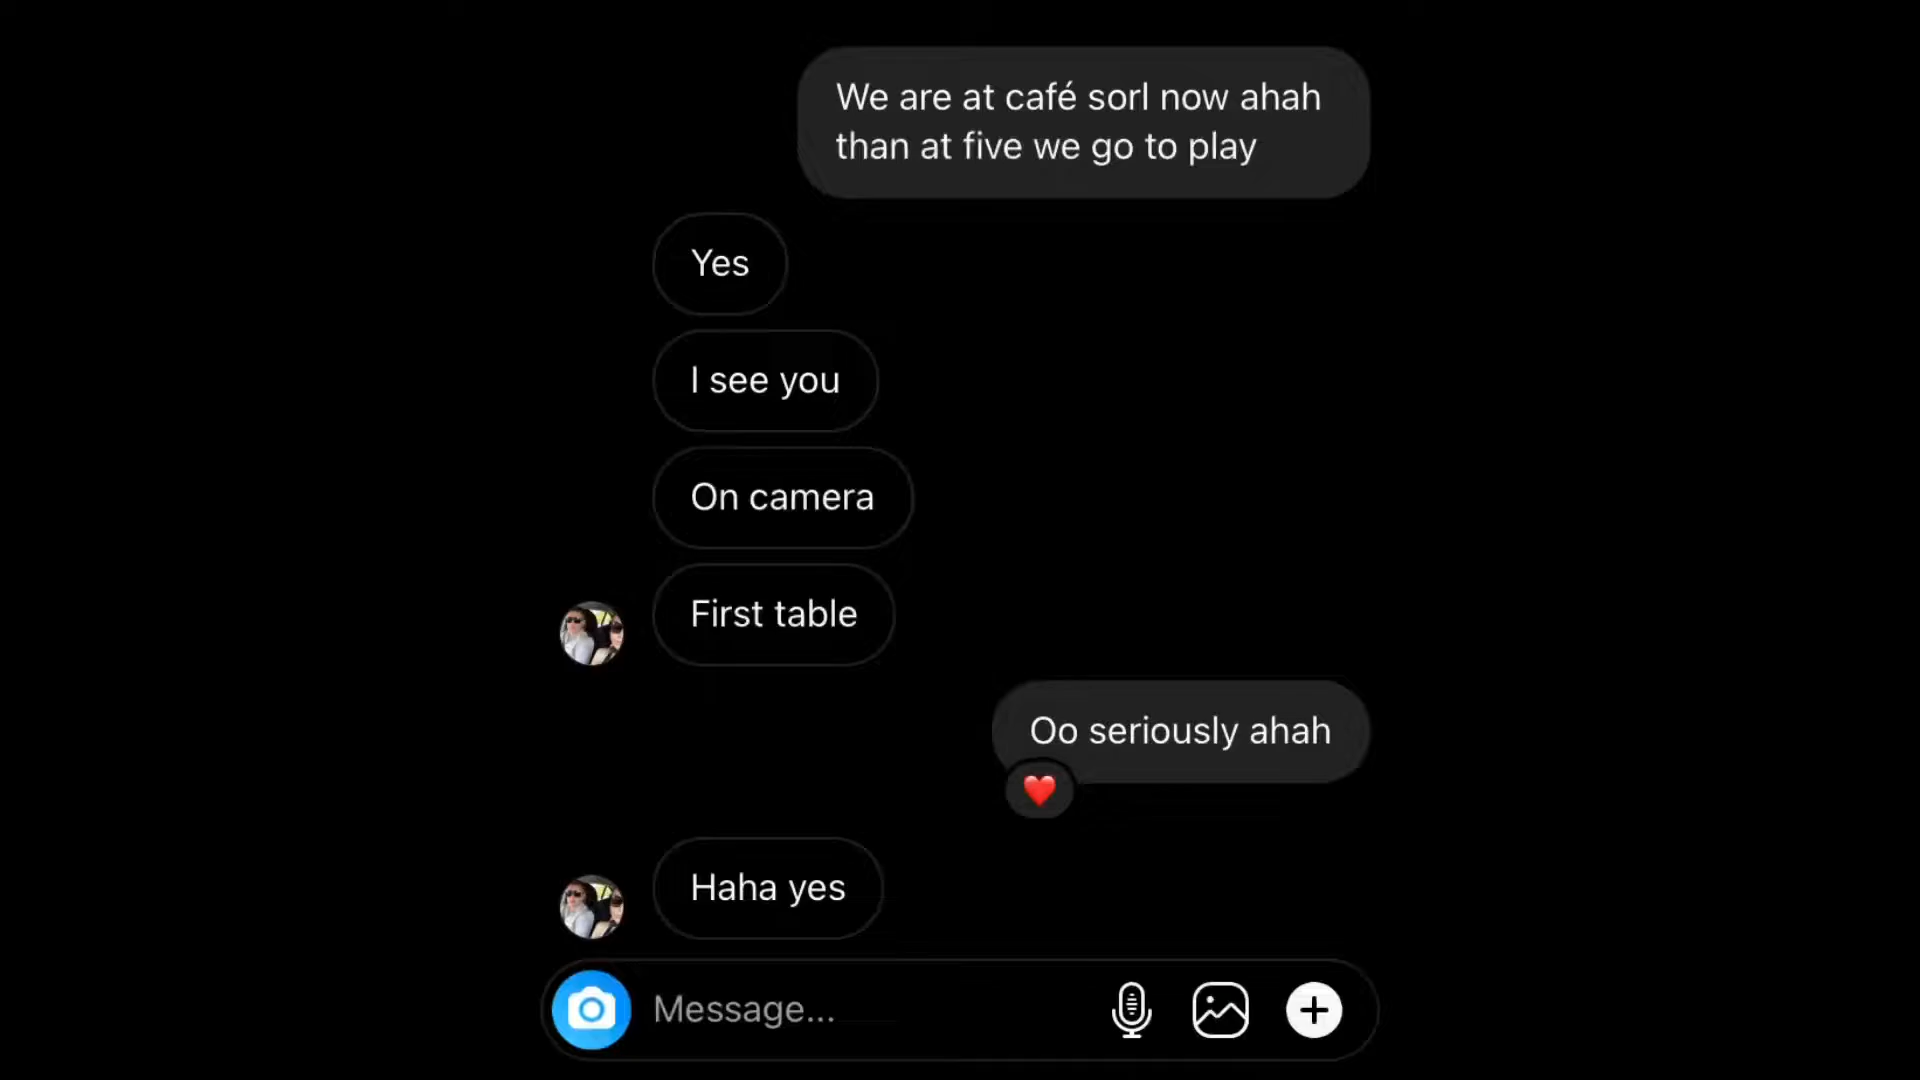 We are at café sorl now ahah
than at five we go to play
Yes
I see you
On camera
First table
Oo seriously ahah
Haha yes
Message...